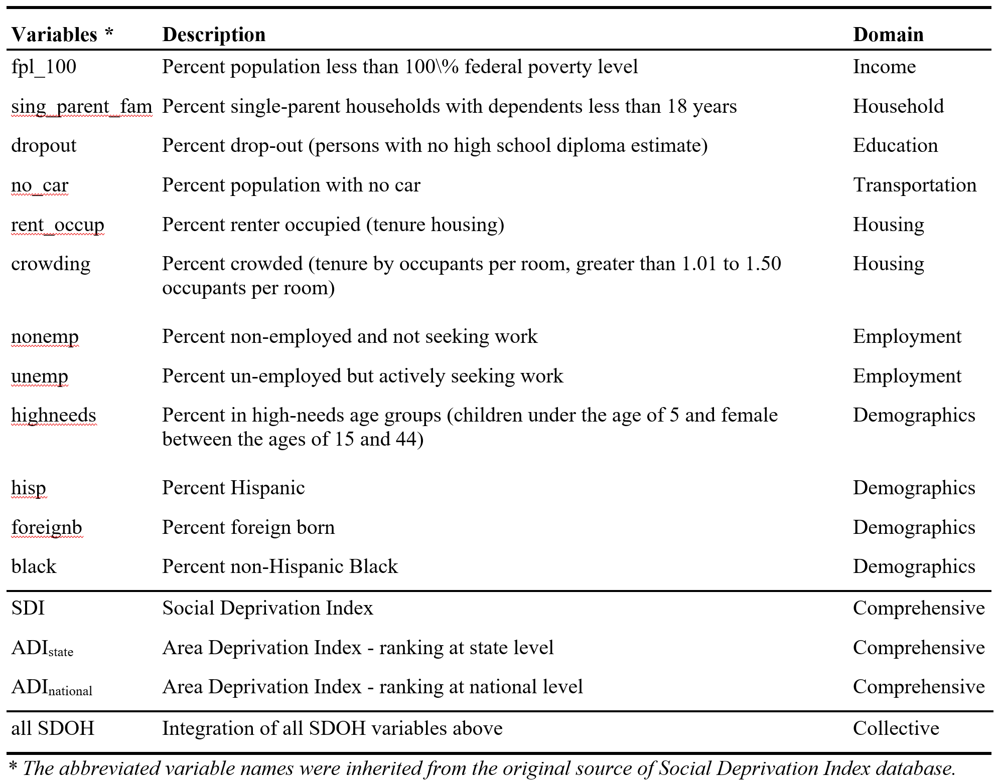 Variables * Description Domain
fpl_100 Percent population less than 100\% federal poverty level Income
sing_parent_fam Percent single-parent households with dependents less than 18 years Household
dropout Percent drop-out (persons with no high school diploma estimate) Education
no_car Percent population with no car Transportation
rent_occup Percent renter occupied (tenure housing) Housing
crowding Percent crowded (tenure by occupants per room, greater than 1.01 to 1.50 Housing
occupants per room)
nonemp Percent non-employed and not seeking work Employment
unemp Percent un-employed but actively seeking work Employment
highneeds Percent in high-needs age groups (children under the age of 5 and female Demographics
between the ages of 15 and 44)
hisp Percent Hispanic Demographics
foreignb Percent foreign born Demographics
black Percent non-Hispanic Black Demographics
SDI Social Deprivation Index Comprehensive
ADIstate Area Deprivation Index - ranking at state level Comprehensive
ADInational Area Deprivation Index - ranking at national level Comprehensive
all SDOH Integration of all SDOH variables above Collective
* The abbreviated variable names were inherited from the original source of Social Deprivation Index database.